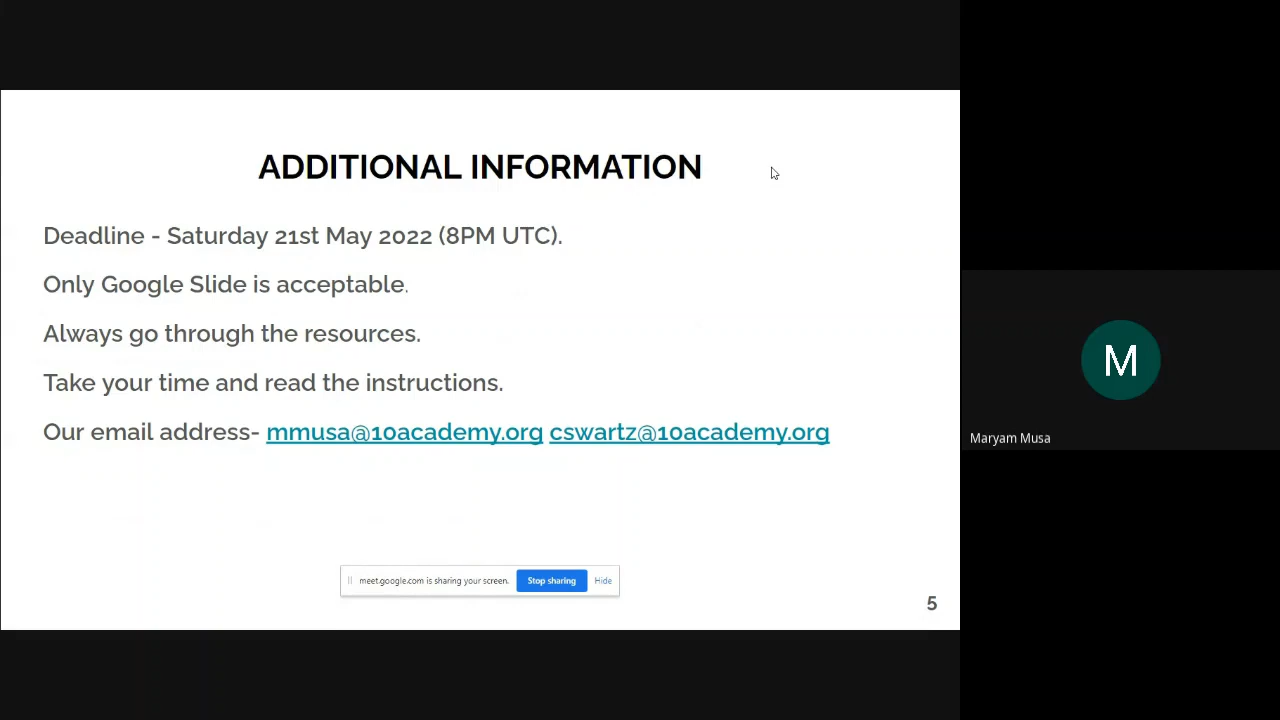 ADDITIONAL INFORMATION
Deadline - Saturday 21st May 2022 (8PM UTC).
Only Google Slide is acceptable.
Always go through the resources.
Take your time and read the instructions.
Our email address- mmusa@10academy.org cswartz@10academy.org
meet.google.com is sharing your screen. Stop sharing Hide
5
M
Maryam Musa